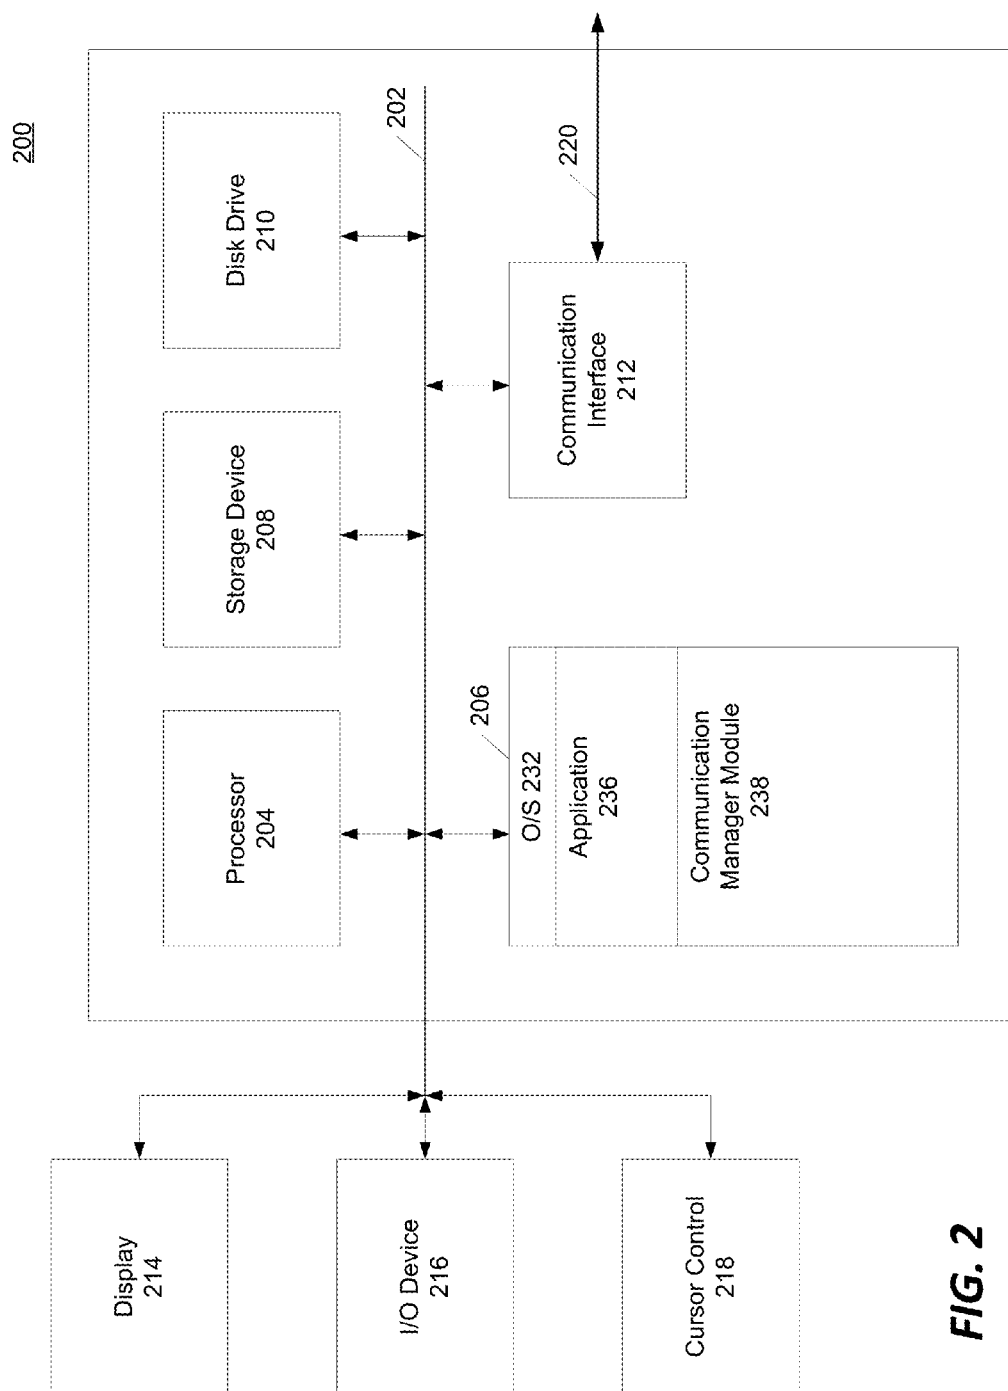 200
Display
214
I/O Device
216
Cursor Control
218
Processor
204
Storage Device
208
Disk Drive
210
202
206
O/S 232
Application
236
Communication
Manager Module
238
Communication
Interface
212
220
FIG. 2